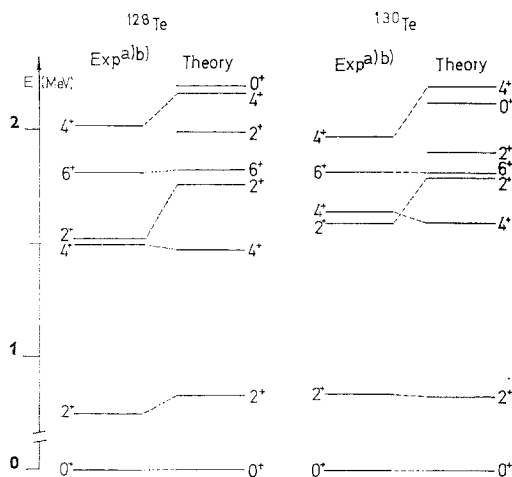 ¹²⁸Te ¹³⁰Te
Expᵃ⁾ᵇ⁾ Theory Expᵃ⁾ᵇ⁾ Theory
E (MeV)
0⁺ 4⁺
4⁺ 0⁺
2
4⁺ 2⁺ 4⁺ 2⁺
6⁺ 6⁺ 6⁺ 6⁺
2⁺ 2⁺
2⁺ 4⁺
4⁺ 4⁺ 2⁺ 4⁺
1
2⁺ 2⁺ 2⁺ 2⁺
0 0⁺ 0⁺ 0⁺ 0⁺